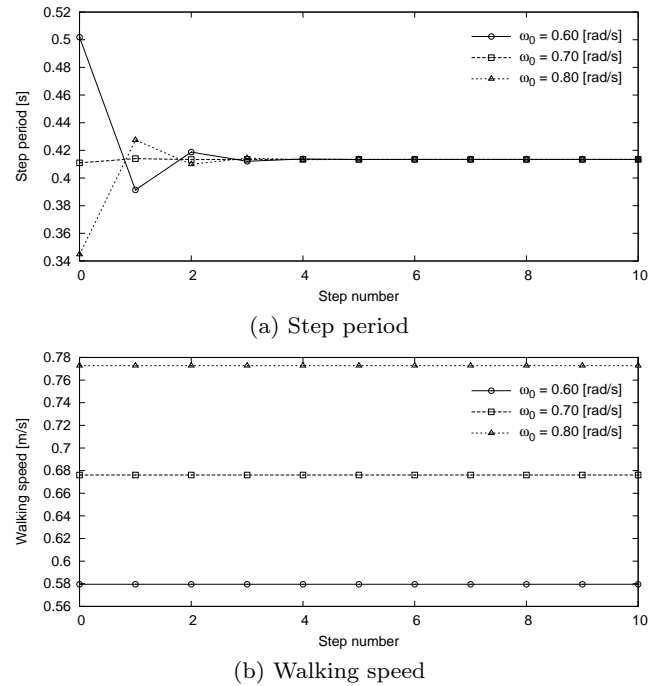 0.52
0.5
0.48
0.46
0.44
0.42
0.4
0.38
0.36
0.34
Step period [s]
ω0 = 0.60 [rad/s]
ω0 = 0.70 [rad/s]
ω0 = 0.80 [rad/s]
0 2 4 6 8 10
Step number
(a) Step period
0.78
0.76
0.74
0.72
0.7
0.68
0.66
0.64
0.62
0.6
0.58
0.56
Walking speed [m/s]
ω0 = 0.60 [rad/s]
ω0 = 0.70 [rad/s]
ω0 = 0.80 [rad/s]
0 2 4 6 8 10
Step number
(b) Walking speed